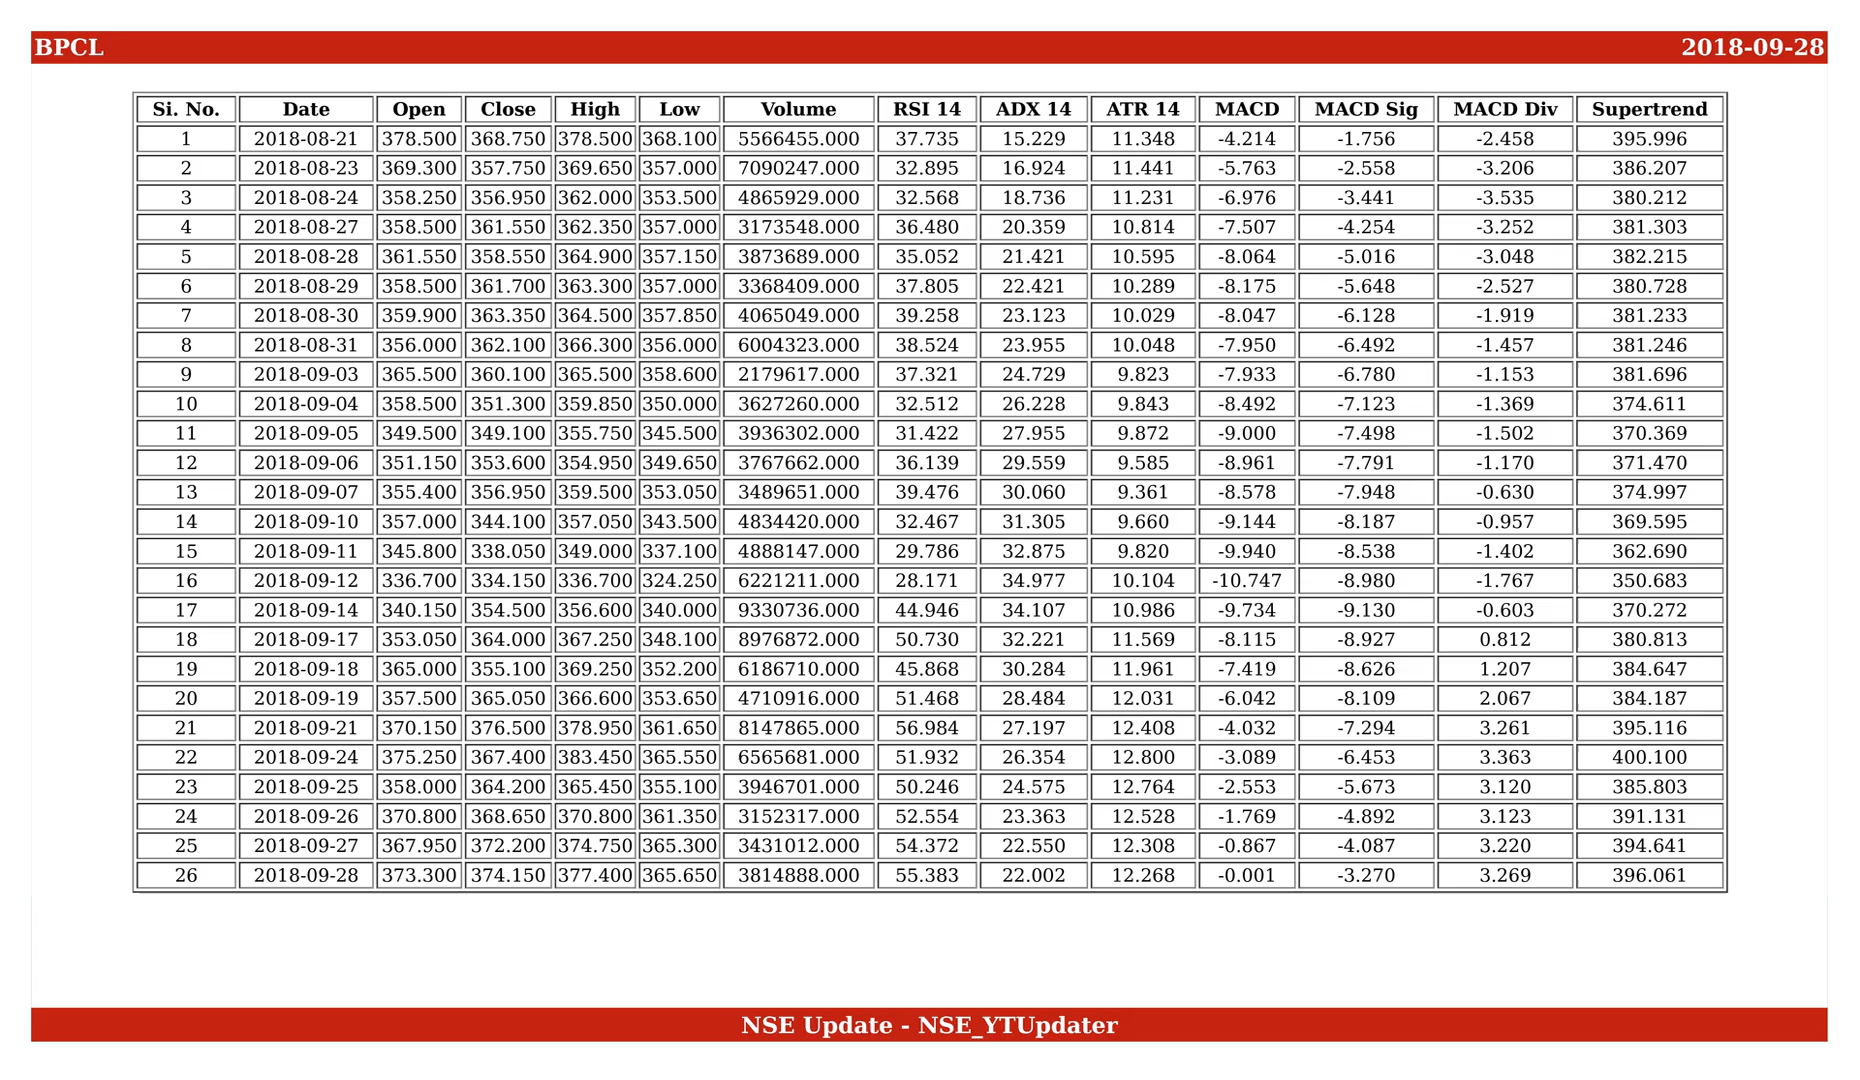 BPCL 2018-09-28
Si. No. Date Open Close High Low Volume RSI 14 ADX 14 ATR 14 MACD MACD Sig MACD Div Supertrend
1 2018-08-21 378.500 368.750 378.500 368.100 5566455.000 37.735 15.229 11.348 -4.214 -1.756 -2.458 395.996
2 2018-08-23 369.300 357.750 369.650 357.000 7090247.000 32.895 16.924 11.441 -5.763 -2.558 -3.206 386.207
3 2018-08-24 358.250 356.950 362.000 353.500 4865929.000 32.568 18.736 11.231 -6.976 -3.441 -3.535 380.212
4 2018-08-27 358.500 361.550 362.350 357.000 3173548.000 36.480 20.359 10.814 -7.507 -4.254 -3.252 381.303
5 2018-08-28 361.550 358.550 364.900 357.150 3873689.000 35.052 21.421 10.595 -8.064 -5.016 -3.048 382.215
6 2018-08-29 358.500 361.700 363.300 357.000 3368409.000 37.805 22.421 10.289 -8.175 -5.648 -2.527 380.728
7 2018-08-30 359.900 363.350 364.500 357.850 4065049.000 39.258 23.123 10.029 -8.047 -6.128 -1.919 381.233
8 2018-08-31 356.000 362.100 366.300 356.000 6004323.000 38.524 23.955 10.048 -7.950 -6.492 -1.457 381.246
9 2018-09-03 365.500 360.100 365.500 358.600 2179617.000 37.321 24.729 9.823 -7.933 -6.780 -1.153 381.696
10 2018-09-04 358.500 351.300 359.850 350.000 3627260.000 32.512 26.228 9.843 -8.492 -7.123 -1.369 374.611
11 2018-09-05 349.500 349.100 355.750 345.500 3936302.000 31.422 27.955 9.872 -9.000 -7.498 -1.502 370.369
12 2018-09-06 351.150 353.600 354.950 349.650 3767662.000 36.139 29.559 9.585 -8.961 -7.791 -1.170 371.470
13 2018-09-07 355.400 356.950 359.500 353.050 3489651.000 39.476 30.060 9.361 -8.578 -7.948 -0.630 374.997
14 2018-09-10 357.000 344.100 357.050 343.500 4834420.000 32.467 31.305 9.660 -9.144 -8.187 -0.957 369.595
15 2018-09-11 345.800 338.050 349.000 337.100 4888147.000 29.786 32.875 9.820 -9.940 -8.538 -1.402 362.690
16 2018-09-12 336.700 334.150 336.700 324.250 6221211.000 28.171 34.977 10.104 -10.747 -8.980 -1.767 350.683
17 2018-09-14 340.150 354.500 356.600 340.000 9330736.000 44.946 34.107 10.986 -9.734 -9.130 -0.603 370.272
18 2018-09-17 353.050 364.000 367.250 348.100 8976872.000 50.730 32.221 11.569 -8.115 -8.927 0.812 380.813
19 2018-09-18 365.000 355.100 369.250 352.200 6186710.000 45.868 30.284 11.961 -7.419 -8.626 1.207 384.647
20 2018-09-19 357.500 365.050 366.600 353.650 4710916.000 51.468 28.484 12.031 -6.042 -8.109 2.067 384.187
21 2018-09-21 370.150 376.500 378.950 361.650 8147865.000 56.984 27.197 12.408 -4.032 -7.294 3.261 395.116
22 2018-09-24 375.250 367.400 383.450 365.550 6565681.000 51.932 26.354 12.800 -3.089 -6.453 3.363 400.100
23 2018-09-25 358.000 364.200 365.450 355.100 3946701.000 50.246 24.575 12.764 -2.553 -5.673 3.120 385.803
24 2018-09-26 370.800 368.650 370.800 361.350 3152317.000 52.554 23.363 12.528 -1.769 -4.892 3.123 391.131
25 2018-09-27 367.950 372.200 374.750 365.300 3431012.000 54.372 22.550 12.308 -0.867 -4.087 3.220 394.641
26 2018-09-28 373.300 374.150 377.400 365.650 3814888.000 55.383 22.002 12.268 -0.001 -3.270 3.269 396.061
NSE Update - NSE_YTUpdater